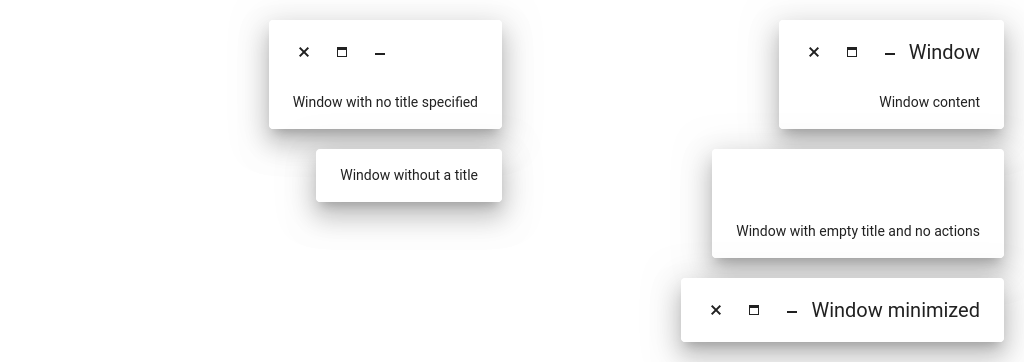 Window with no title specified
Window without a title
Window
Window content
Window with empty title and no actions
Window minimized